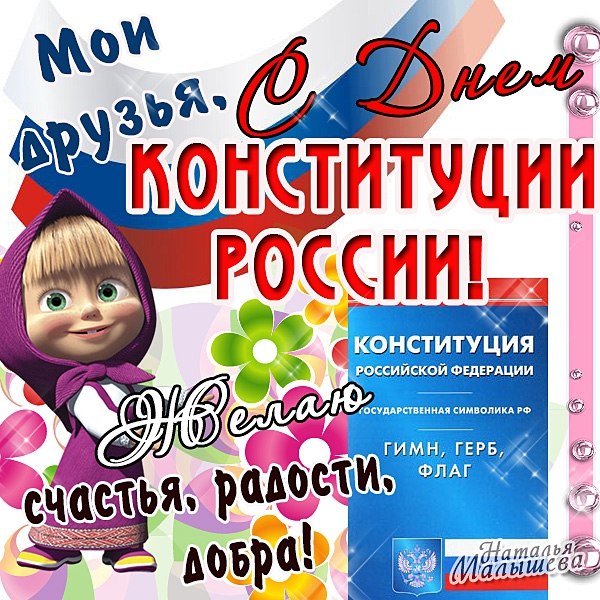 Мои
друзья,
С Днем
КОНСТИТУЦИИ
РОССИИ!
КОНСТИТУЦИЯ
РОССИЙСКОЙ ФЕДЕРАЦИИ
ГОСУДАРСТВЕННАЯ СИМВОЛИКА РФ
ГИМН, ГЕРБ,
ФЛАГ
Желаю
счастья, радости,
добра!
Наталья
Малышева